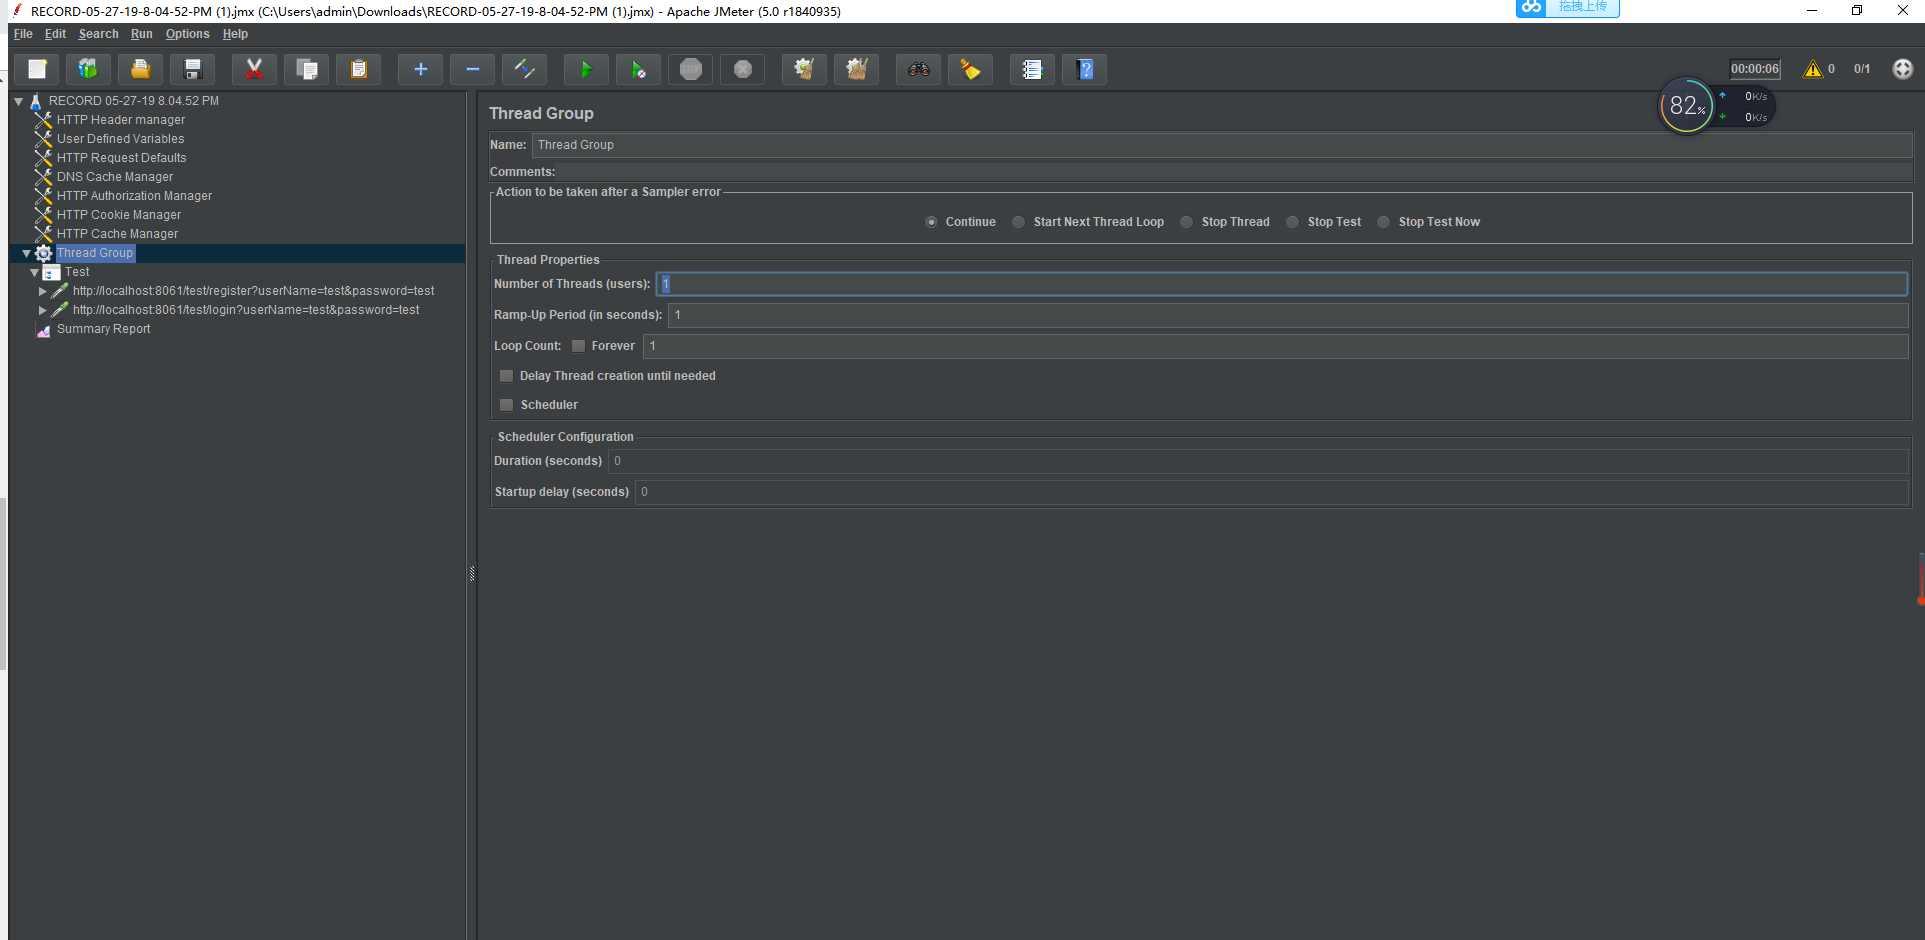 RECORD-05-27-19-8-04-52-PM (1).jmx (C:\Users\admin\Downloads\RECORD-05-27-19-8-04-52-PM (1).jmx) - Apache JMeter (5.0 r1840935)
拖拽上传
File Edit Search Run Options Help
STOP
00:00:06 0 0/1
82% 0K/s
0K/s
RECORD 05-27-19 8.04.52 PM
HTTP Header manager
User Defined Variables
HTTP Request Defaults
DNS Cache Manager
HTTP Authorization Manager
HTTP Cookie Manager
HTTP Cache Manager
Thread Group
Test
http://localhost:8061/test/register?userName=test&password=test
http://localhost:8061/test/login?userName=test&password=test
Summary Report
Thread Group
Name: Thread Group
Comments:
Action to be taken after a Sampler error
Continue Start Next Thread Loop Stop Thread Stop Test Stop Test Now
Thread Properties
Number of Threads (users): 1
Ramp-Up Period (in seconds): 1
Loop Count: Forever 1
Delay Thread creation until needed
Scheduler
Scheduler Configuration
Duration (seconds) 0
Startup delay (seconds) 0